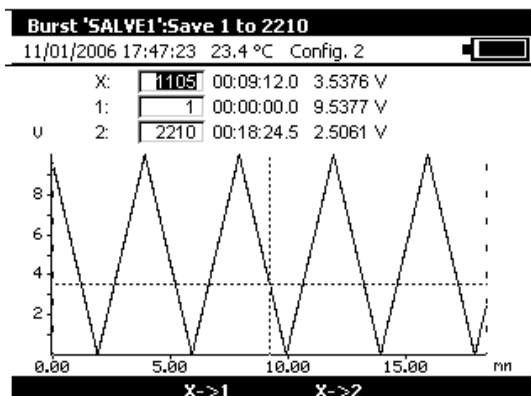 Burst 'SALVE1':Save 1 to 2210
11/01/2006 17:47:23 23.4 °C Config. 2
X: 1105 00:09:12.0 3.5376 V
1: 1 00:00:00.0 9.5377 V
2: 2210 00:18:24.5 2.5061 V
V
8
6
4
2
0.00 5.00 10.00 15.00 mn
X->1 X->2